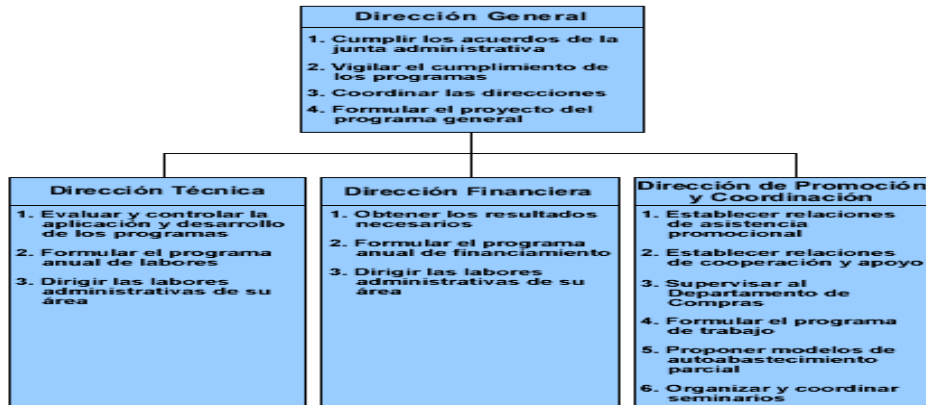 Dirección General
1. Cumplir los acuerdos de la
junta administrativa
2. Vigilar el cumplimiento de
los programas
3. Coordinar las direcciones
4. Formular el proyecto del
programa general
Dirección Técnica
1. Evaluar y controlar la
aplicación y desarrollo
de los programas
2. Formular el programa
anual de labores
3. Dirigir las labores
administrativas de su
área
Dirección Financiera
1. Obtener los resultados
necesarios
2. Formular el programa
anual de financiamiento
3. Dirigir las labores
administrativas de su
área
Dirección de Promoción
y Coordinación
1. Establecer relaciones
de asistencia
promocional
2. Establecer relaciones
de cooperación y apoyo
3. Supervisar al
Departamento de
Compras
4. Formular el programa
de trabajo
5. Proponer modelos de
autoabastecimiento
parcial
6. Organizar y coordinar
seminarios